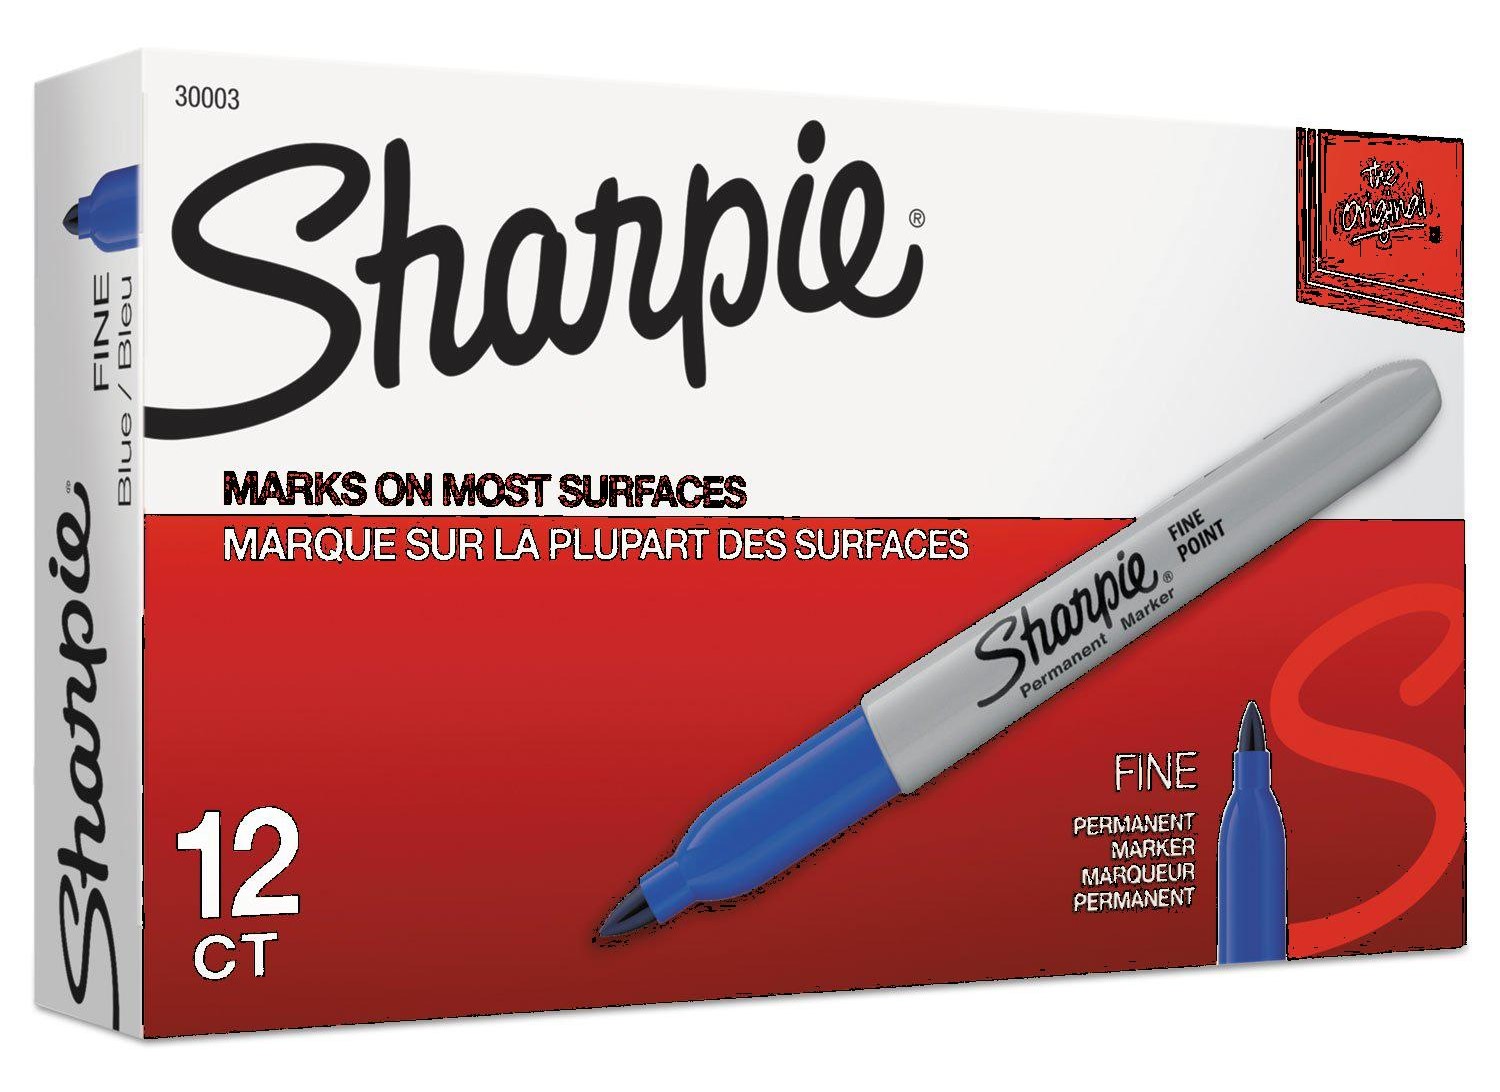 30003
Sharpie®
the
original.
MARKS ON MOST SURFACES
MARQUE SUR LA PLUPART DES SURFACES
Sharpie®
Permanent Marker
FINE
POINT
12
CT
FINE
PERMANENT
MARKER
MARQUEUR
PERMANENT
S
FINE
Blue / Bleu
Sharpie®